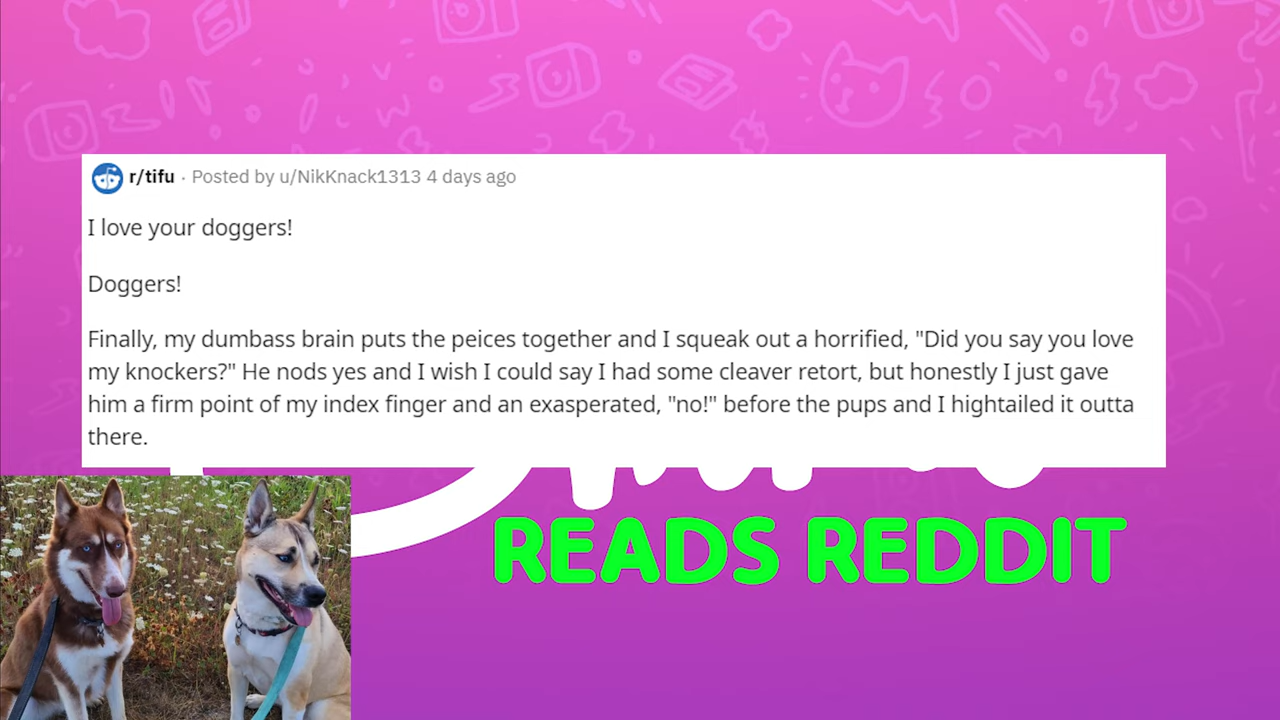 r/tifu · Posted by u/NikKnack1313 4 days ago
I love your doggers!
Doggers!
Finally, my dumbass brain puts the peices together and I squeak out a horrified, "Did you say you love
my knockers?" He nods yes and I wish I could say I had some cleaver retort, but honestly I just gave
him a firm point of my index finger and an exasperated, "no!" before the pups and I hightailed it outta
there.
READS REDDIT